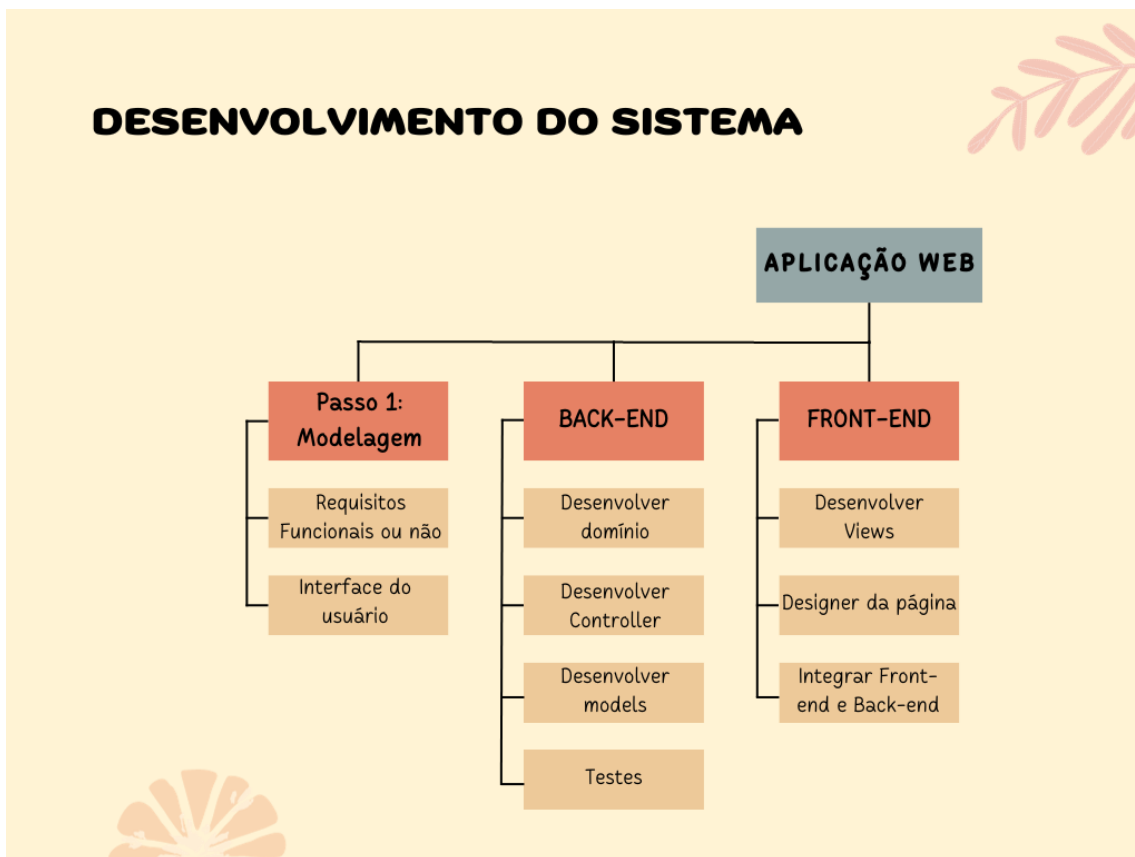 DESENVOLVIMENTO DO SISTEMA
APLICAÇÃO WEB
Passo 1:
Modelagem
Requisitos
Funcionais ou não
Interface do
usuário
BACK-END
Desenvolver
domínio
Desenvolver
Controller
Desenvolver
models
Testes
FRONT-END
Desenvolver
Views
Designer da página
Integrar Front-
end e Back-end